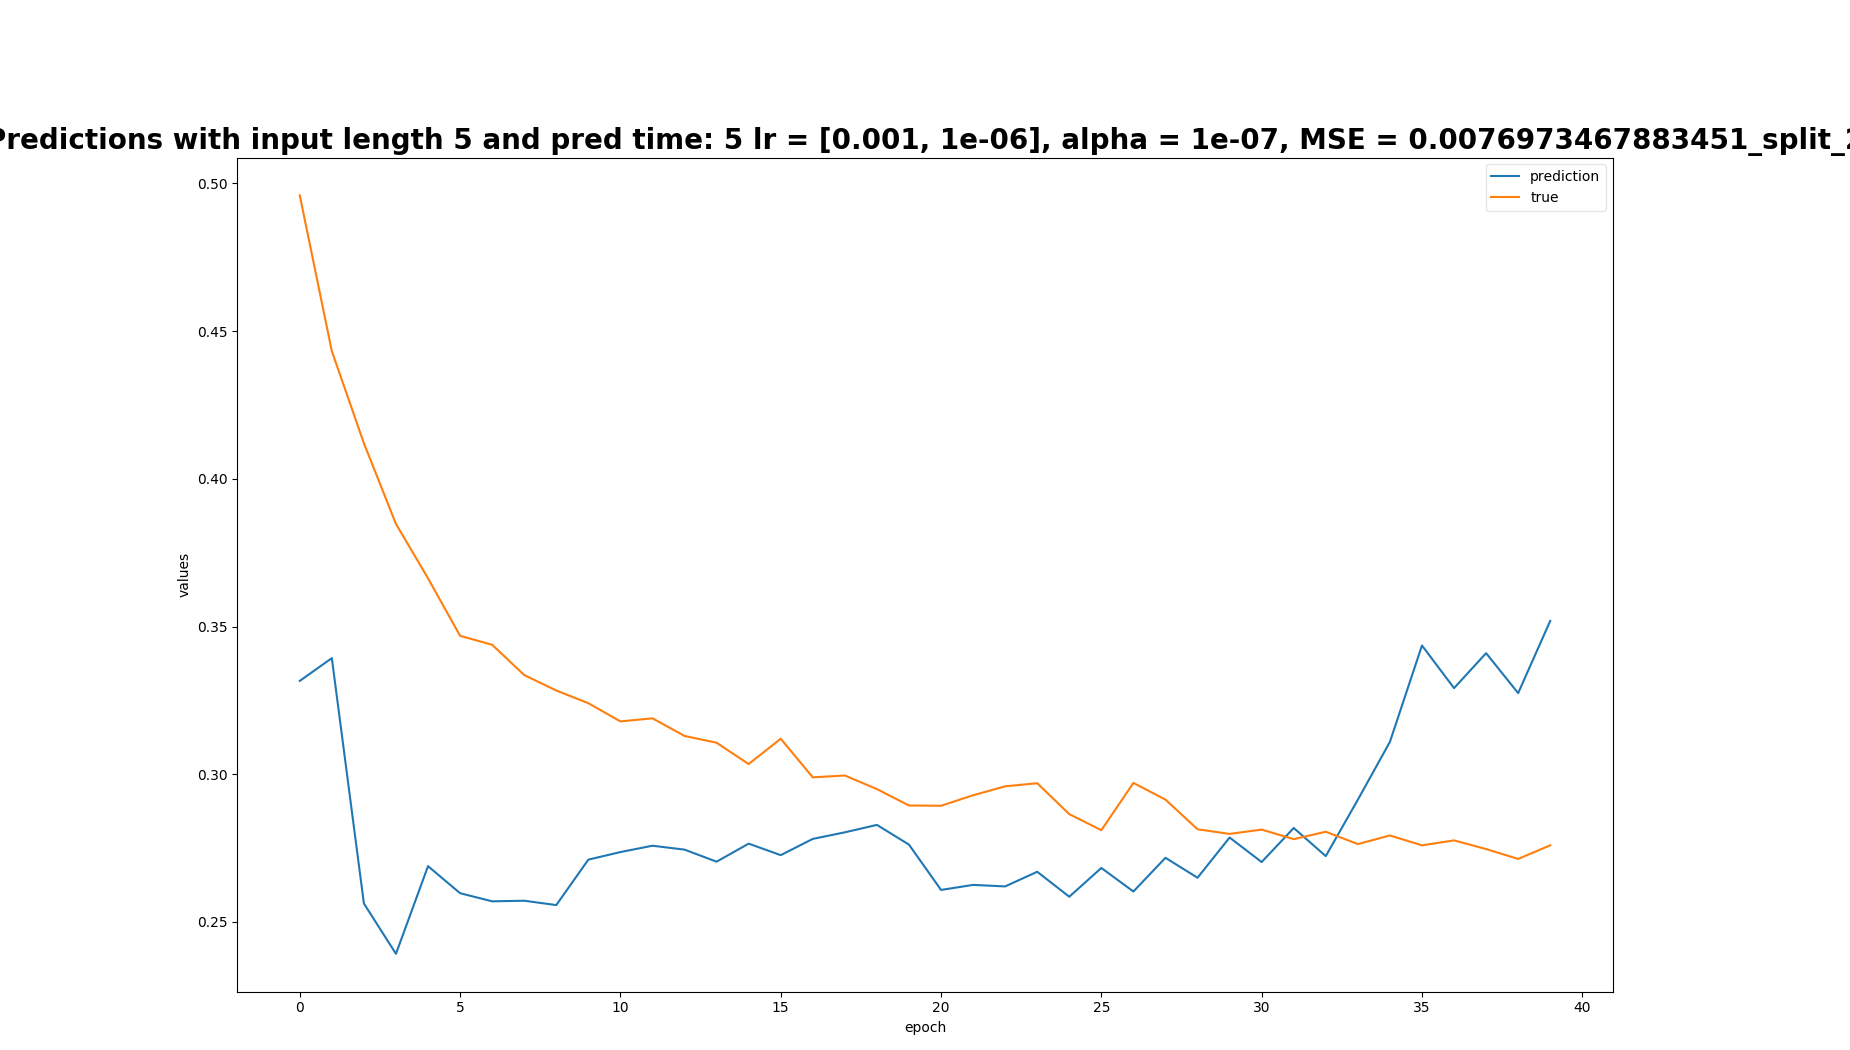 Predictions with input length 5 and pred time: 5 lr = [0.001, 1e-06], alpha = 1e-07, MSE = 0.0076973467883451_split_2
prediction
true
0.50
0.45
0.40
0.35
0.30
0.25
values
0 5 10 15 20 25 30 35 40
epoch